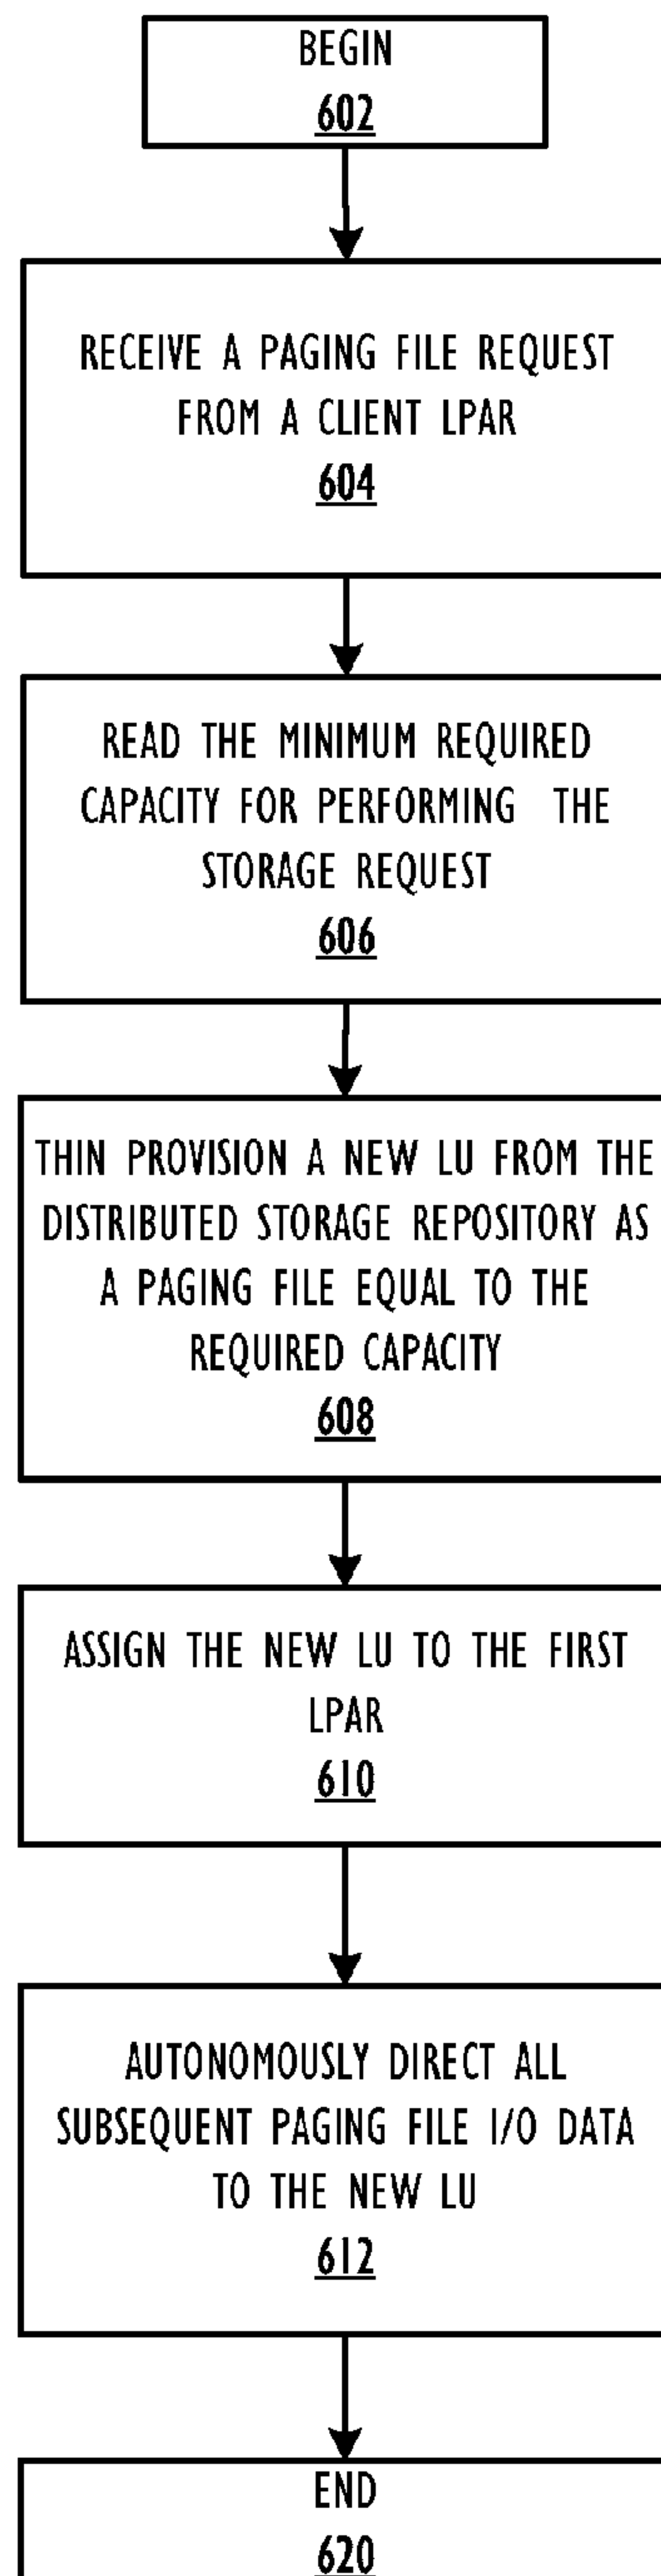 BEGIN
602
RECEIVE A PAGING FILE REQUEST
FROM A CLIENT LPAR
604
READ THE MINIMUM REQUIRED
CAPACITY FOR PERFORMING THE
STORAGE REQUEST
606
THIN PROVISION A NEW LU FROM THE
DISTRIBUTED STORAGE REPOSITORY AS
A PAGING FILE EQUAL TO THE
REQUIRED CAPACITY
608
ASSIGN THE NEW LU TO THE FIRST
LPAR
610
AUTONOMOUSLY DIRECT ALL
SUBSEQUENT PAGING FILE I/O DATA
TO THE NEW LU
612
END
620